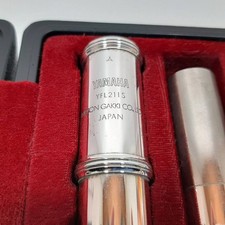 YAMAHA
YFL211S
GAKKI CO.
JAPAN